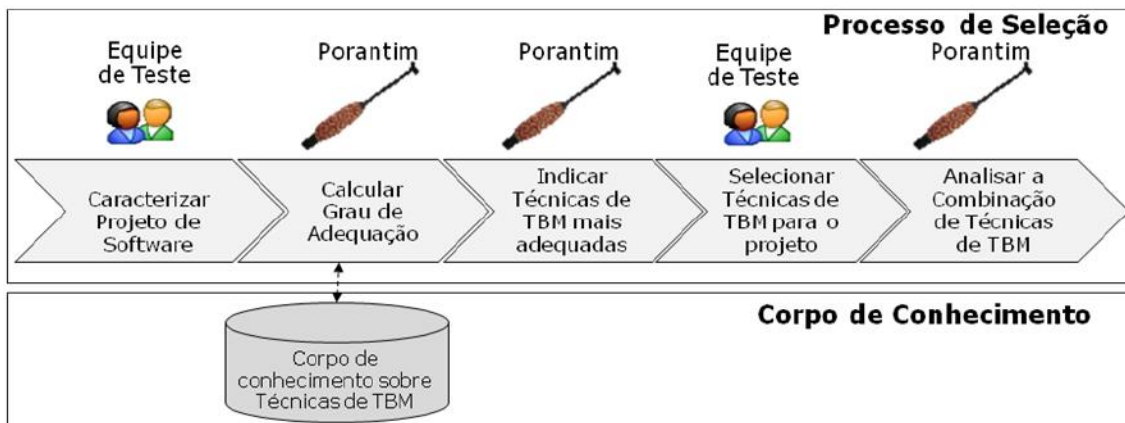 Processo de Seleção
Equipe
de Teste
Porantim
Porantim
Equipe
de Teste
Porantim
Caracterizar
Projeto de
Software
Calcular
Grau de
Adequação
Indicar
Técnicas de
TBM mais
adequadas
Selecionar
Técnicas de
TBM para o
projeto
Analisar a
Combinação
de Técnicas
de TBM
Corpo de Conhecimento
Corpo de
conhecimento sobre
Técnicas de TBM